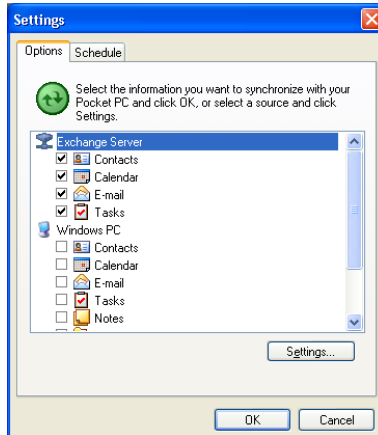 Settings
Options
Schedule
Select the information you want to synchronize with your
Pocket PC and click OK, or select a source and click
Settings.
Exchange Server
Contacts
Calendar
E-mail
Tasks
Windows PC
Contacts
Calendar
E-mail
Tasks
Notes
Settings...
OK
Cancel